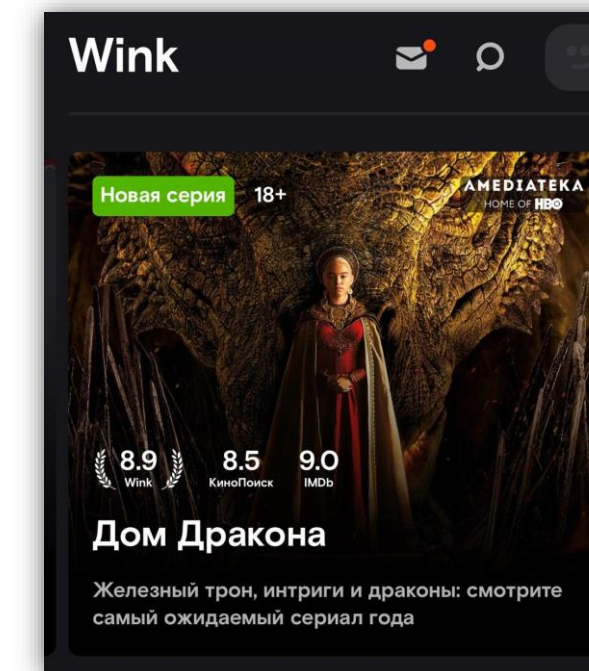 Wink
Новая серия 18+
AMEDIATEKA
HOME OF HBO
8.9 8.5 9.0
Wink КиноПоиск IMDb
Дом Дракона
Железный трон, интриги и драконы: смотрите
самый ожидаемый сериал года